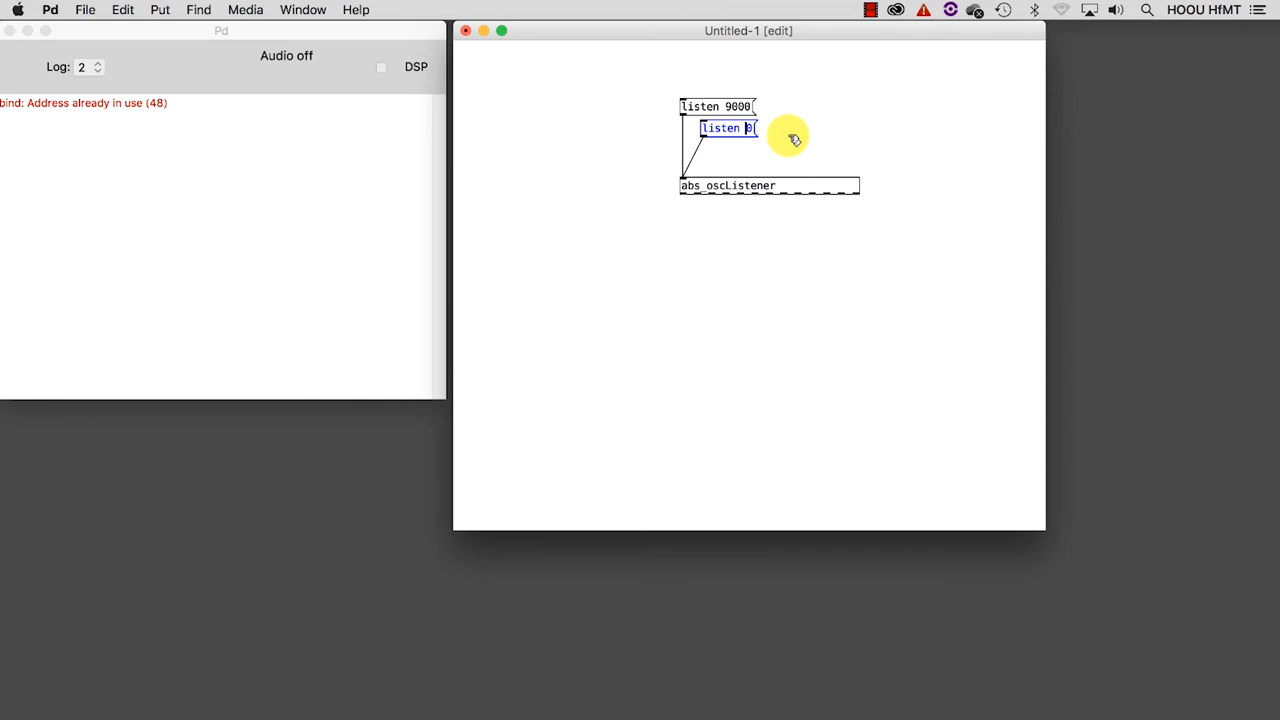 Pd File Edit Put Find Media Window Help HOOU HfMT
Pd
Untitled-1 [edit]
Audio off
Log: 2 DSP
bind: Address already in use (48)
listen 9000
listen 0
abs_oscListener